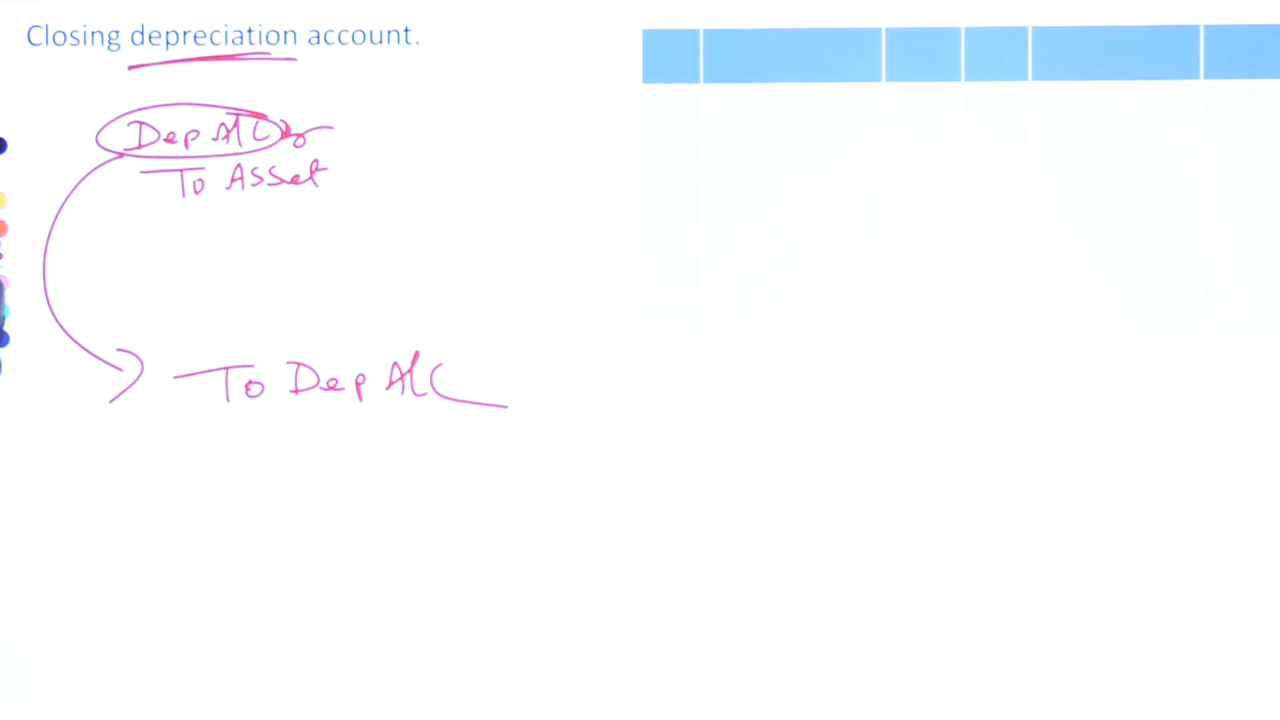 Closing depreciation account.
Dep A/C Dr
To Asset
To Dep A/C